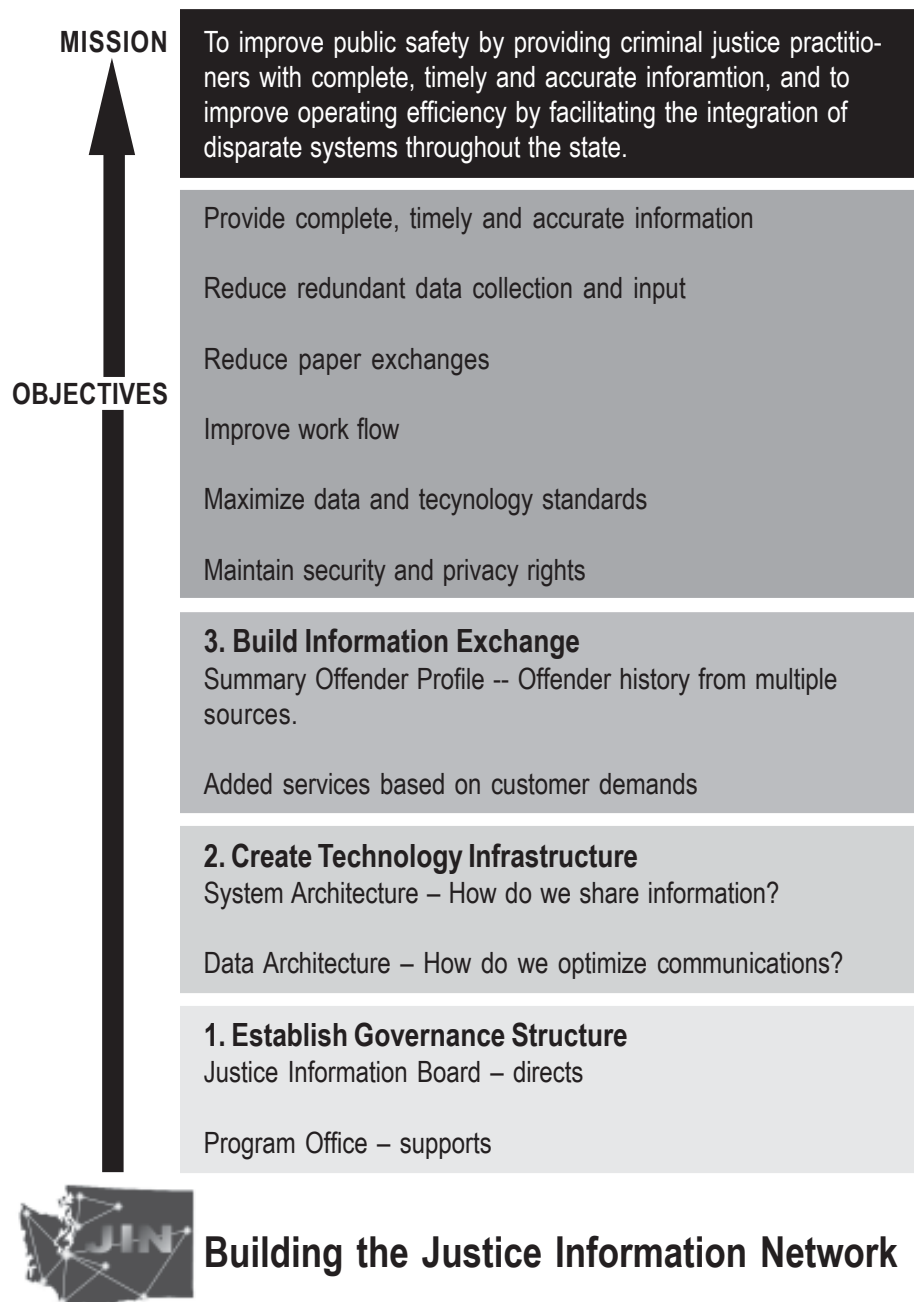 MISSION
To improve public safety by providing criminal justice practitio-
ners with complete, timely and accurate inforamtion, and to
improve operating efficiency by facilitating the integration of
disparate systems throughout the state.
Provide complete, timely and accurate information
Reduce redundant data collection and input
Reduce paper exchanges
OBJECTIVES
Improve work flow
Maximize data and tecynology standards
Maintain security and privacy rights
3. Build Information Exchange
Summary Offender Profile -- Offender history from multiple
sources.
Added services based on customer demands
2. Create Technology Infrastructure
System Architecture – How do we share information?
Data Architecture – How do we optimize communications?
1. Establish Governance Structure
Justice Information Board – directs
Program Office – supports
JIN
Building the Justice Information Network